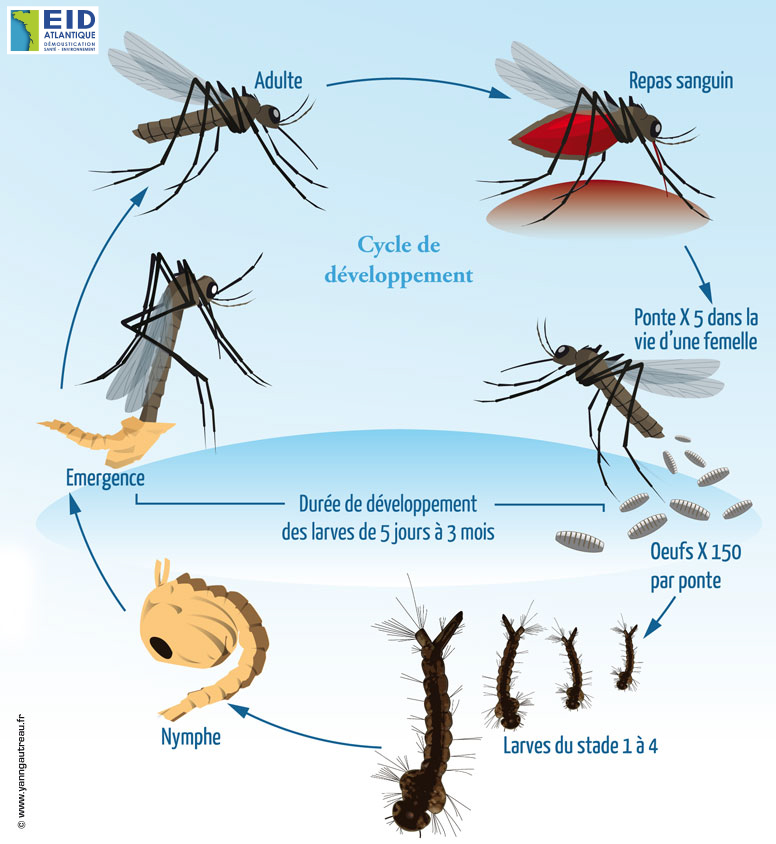 EID
ATLANTIQUE
DÉMOUSTICATION
SANTÉ - ENVIRONNEMENT
Adulte
Repas sanguin
Cycle de
développement
Ponte X 5 dans la
vie d'une femelle
Emergence
Durée de développement
des larves de 5 jours à 3 mois
Oeufs X 150
par ponte
Nymphe
Larves du stade 1 à 4
© www.yanngautreau.fr